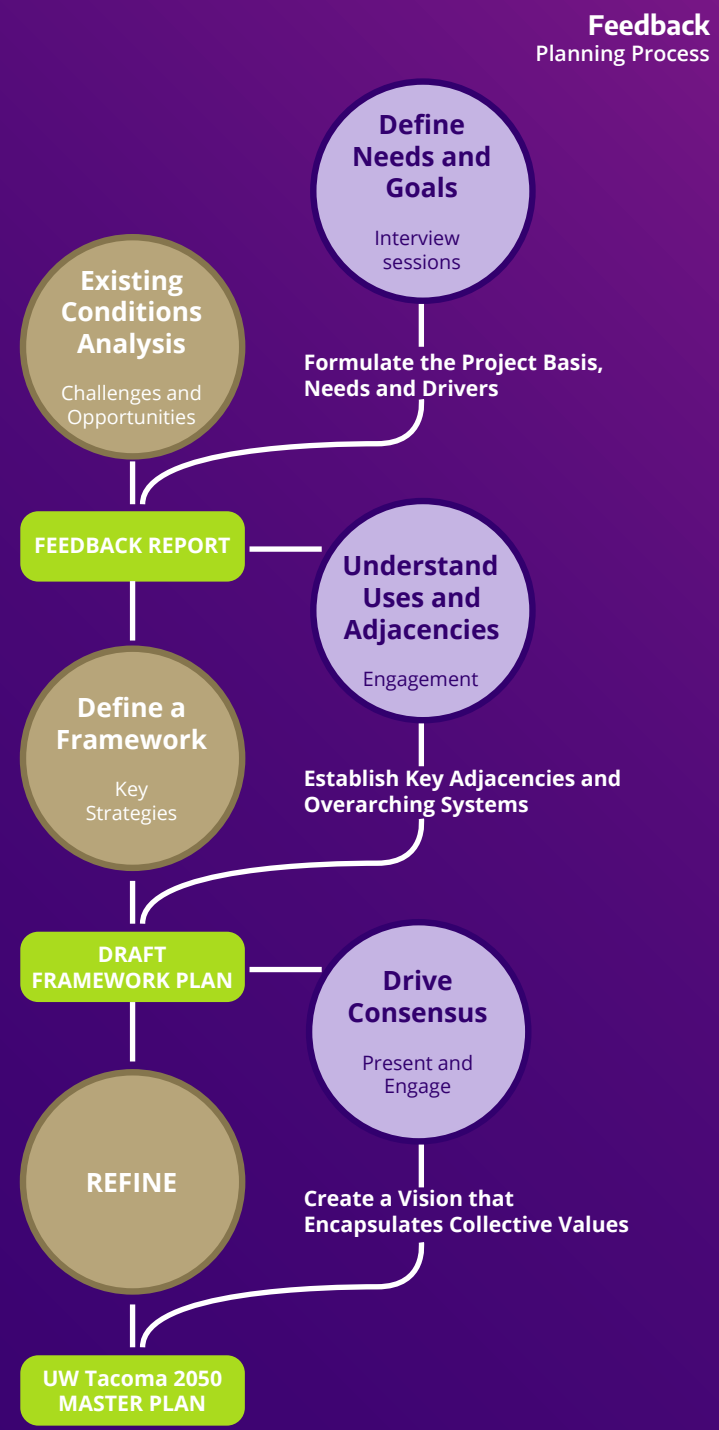 Feedback
Planning Process
Define
Needs and
Goals
Interview
sessions
Existing
Conditions
Analysis
Challenges and
Opportunities
Formulate the Project Basis,
Needs and Drivers
FEEDBACK REPORT
Understand
Uses and
Adjacencies
Engagement
Define a
Framework
Key
Strategies
Establish Key Adjacencies and
Overarching Systems
DRAFT
FRAMEWORK PLAN
Drive
Consensus
Present and
Engage
REFINE
Create a Vision that
Encapsulates Collective Values
UW Tacoma 2050
MASTER PLAN